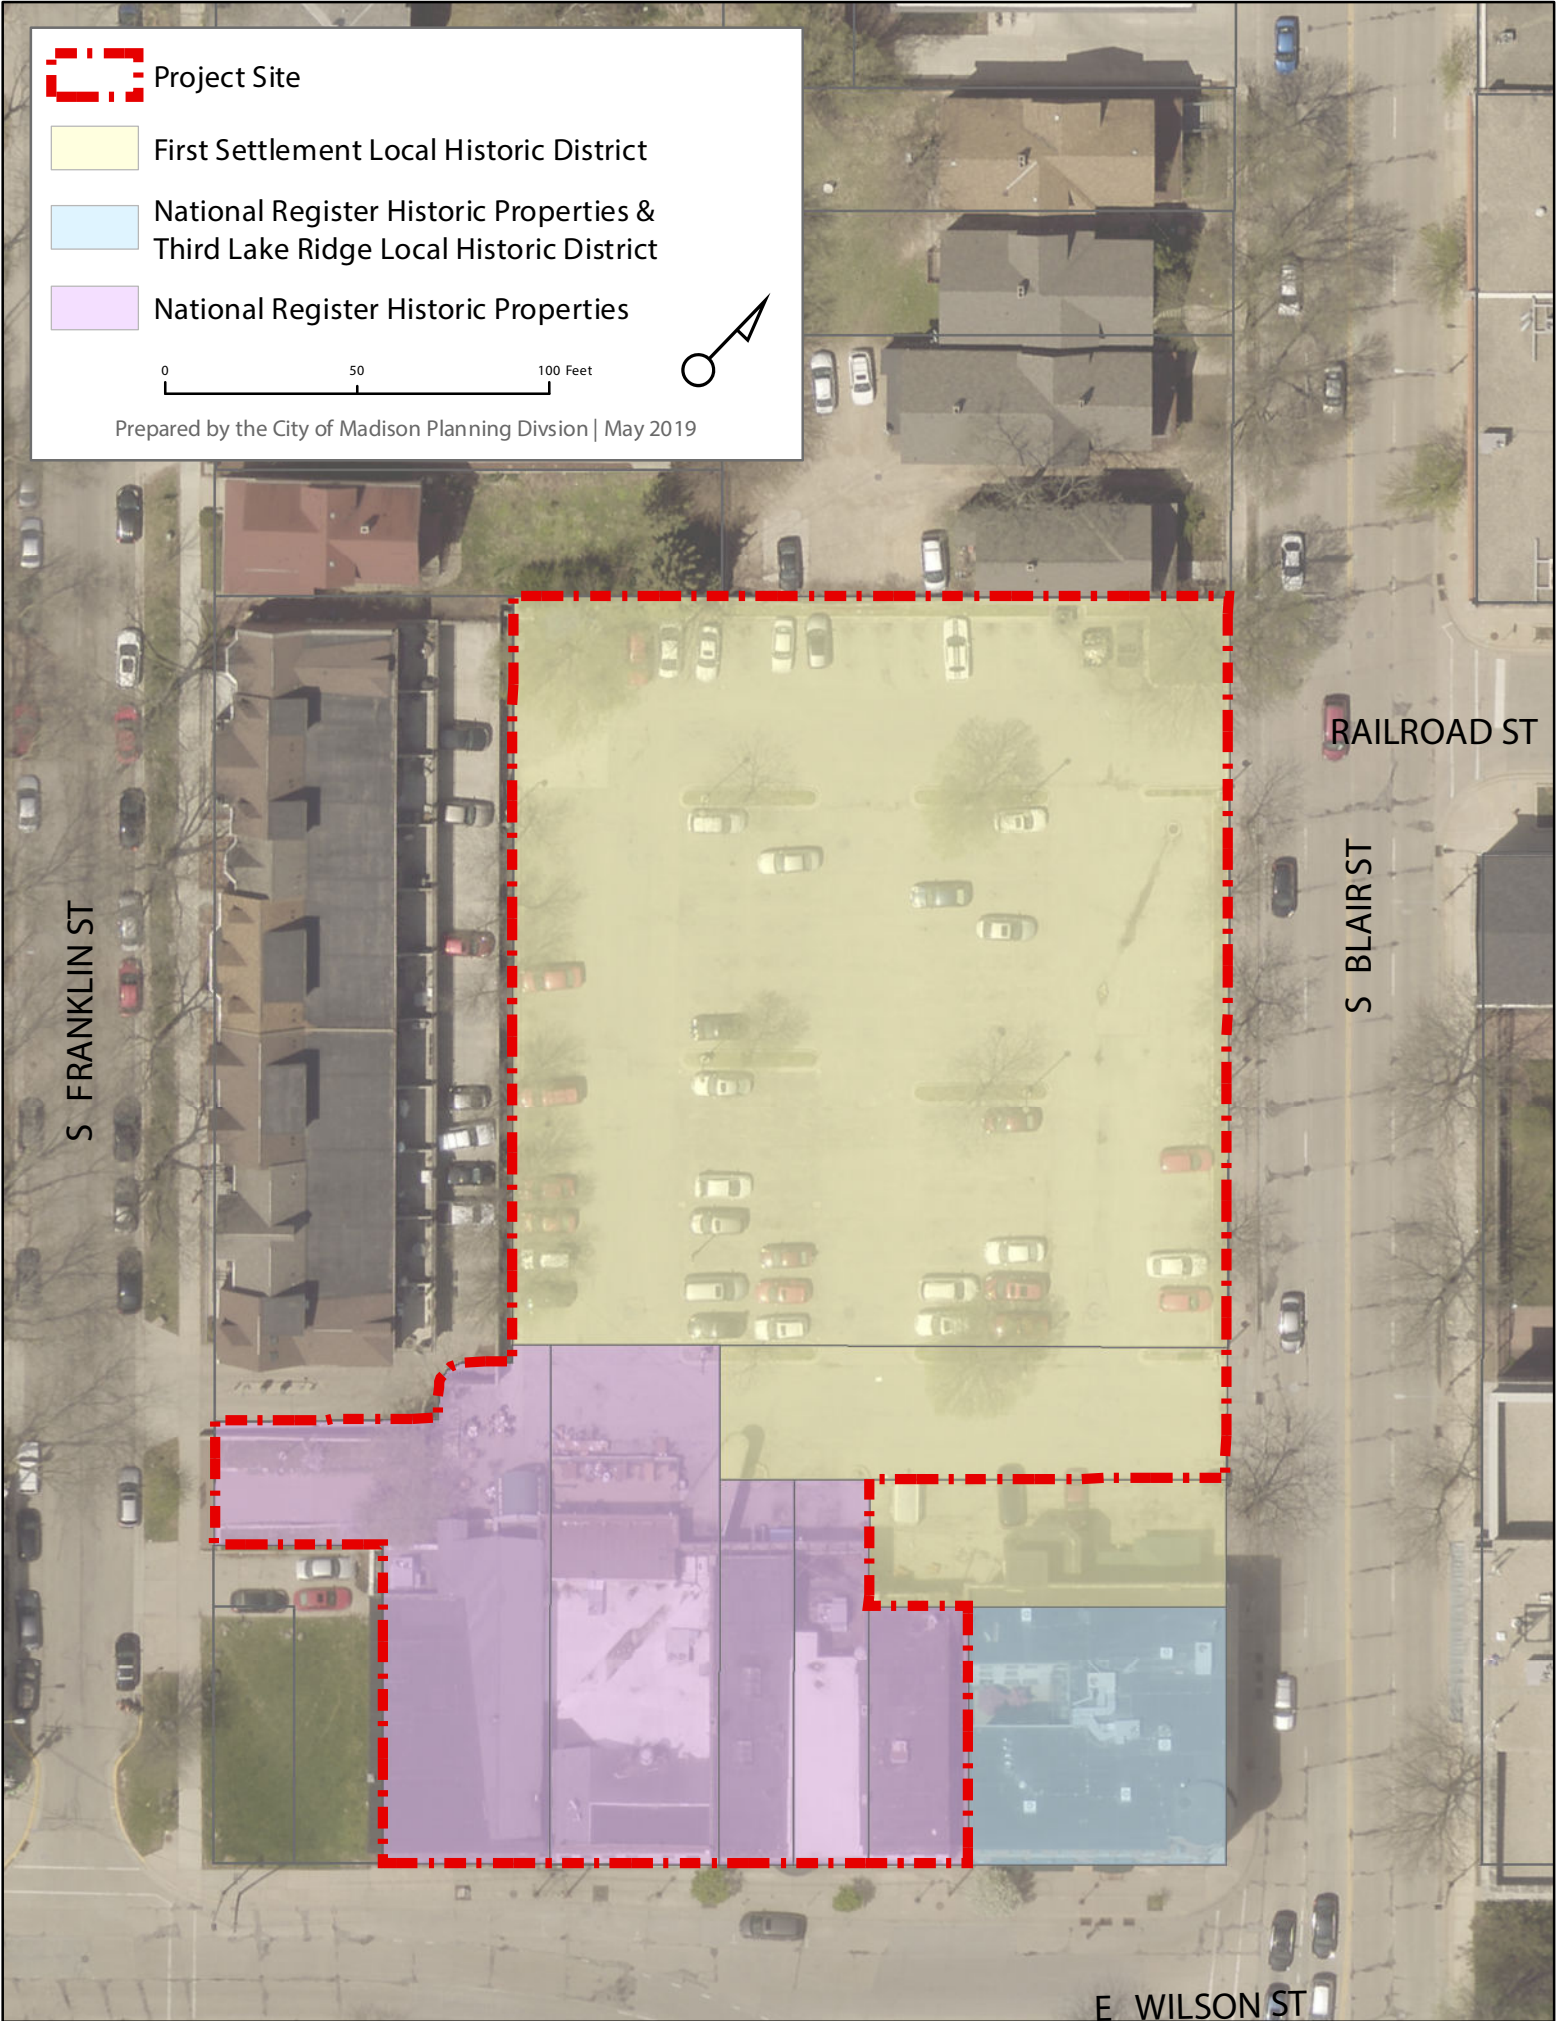 Project Site
First Settlement Local Historic District
National Register Historic Properties &
Third Lake Ridge Local Historic District
National Register Historic Properties
0 50 100 Feet
Prepared by the City of Madison Planning Divsion | May 2019
RAILROAD ST
S BLAIR ST
S FRANKLIN ST
E WILSON ST